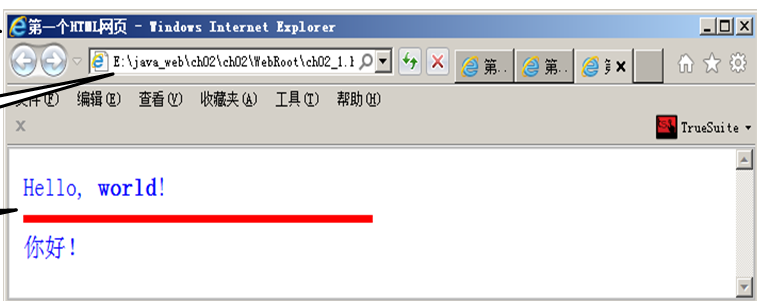 第一个HTML网页 - Windows Internet Explorer
E:\java_web\ch02\ch02\WebRoot\ch02_1.
第.. 第..
文件(F) 编辑(E) 查看(V) 收藏夹(A) 工具(T) 帮助(H)
x
TrueSuite
Hello, world!
你好!